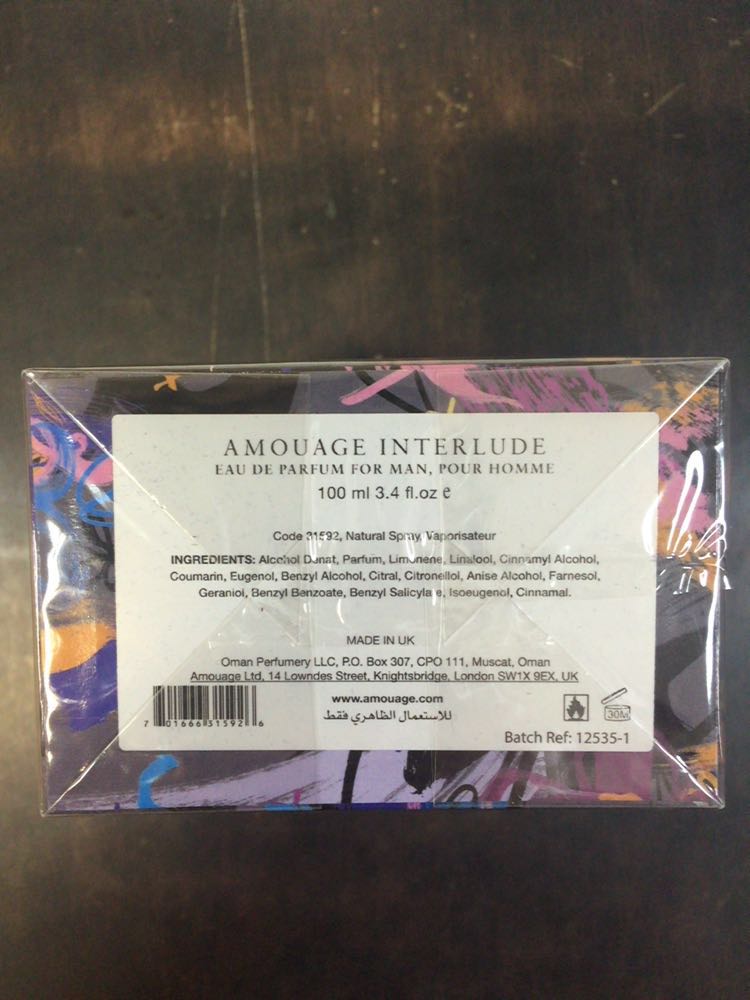 AMOUAGE INTERLUDE
EAU DE PARFUM FOR MAN, POUR HOMME
100 ml 3.4 fl.oz ℮
Code 31592, Natural Spray, Vaporisateur
INGREDIENTS: Alcohol Denat, Parfum, Limonene, Linalool, Cinnamyl Alcohol,
Coumarin, Eugenol, Benzyl Alcohol, Citral, Citronellol, Anise Alcohol, Farnesol,
Geraniol, Benzyl Benzoate, Benzyl Salicylate, Isoeugenol, Cinnamal.
MADE IN UK
Oman Perfumery LLC, P.O. Box 307, CPO 111, Muscat, Oman
Amouage Ltd, 14 Lowndes Street, Knightsbridge, London SW1X 9EX, UK
www.amouage.com
للاستعمال الظاهري فقط
7 01666 31592 6
30M
Batch Ref: 12535-1